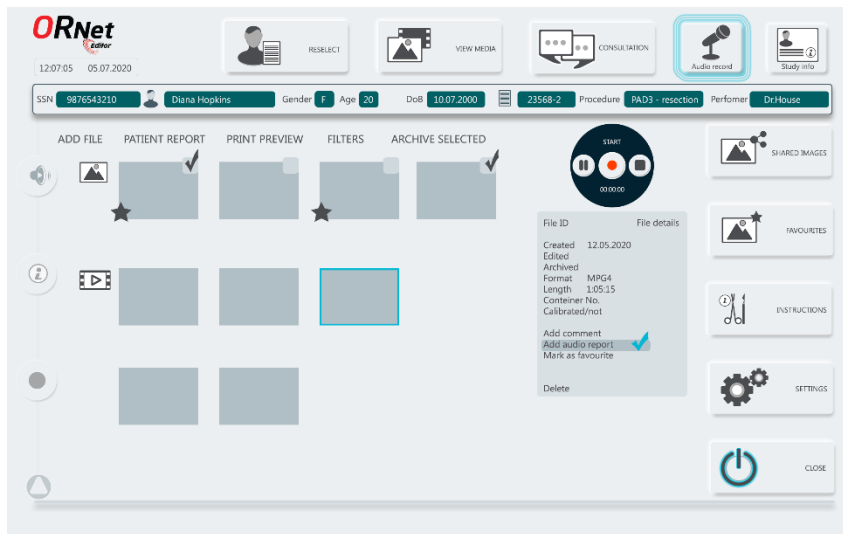 ORNet
Editor
12:07:05 05.07.2020
RESELECT
VIEW MEDIA
CONSULTATION
Audio record
Study info
SSN 9876543210 Diana Hopkins Gender F Age 20 DoB 10.07.2000 23568-2 Procedure PAD3 - resection Perfomer Dr.House
ADD FILE PATIENT REPORT PRINT PREVIEW FILTERS ARCHIVE SELECTED
START
00:00:00
File ID File details
Created 12.05.2020
Edited
Archived
Format MPG4
Length 1:05:15
Conteiner No.
Calibrated/not
Add comment
Add audio report
Mark as favourite
Delete
SHARED IMAGES
FAVOURITES
INSTRUCTIONS
SETTINGS
CLOSE